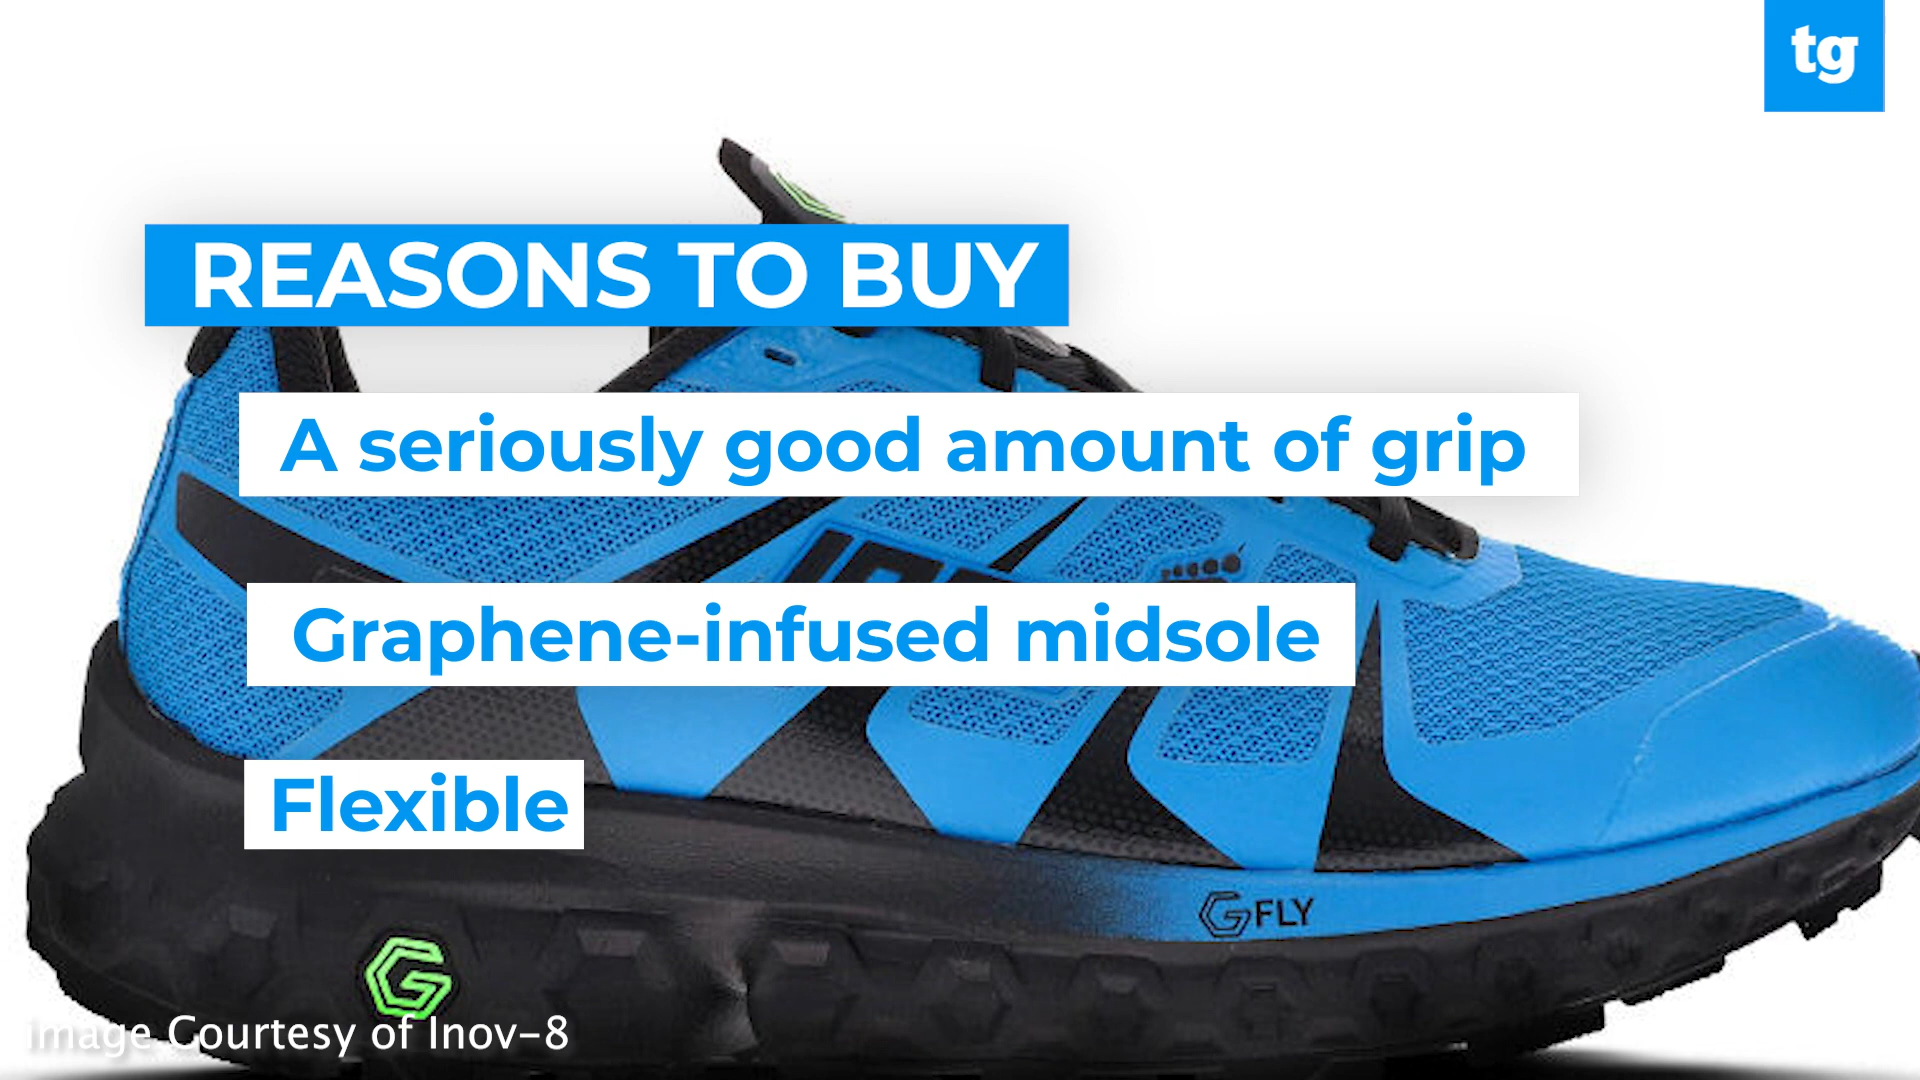 tg
REASONS TO BUY
A seriously good amount of grip
Graphene-infused midsole
Flexible
GFLY
G
Image Courtesy of Inov-8